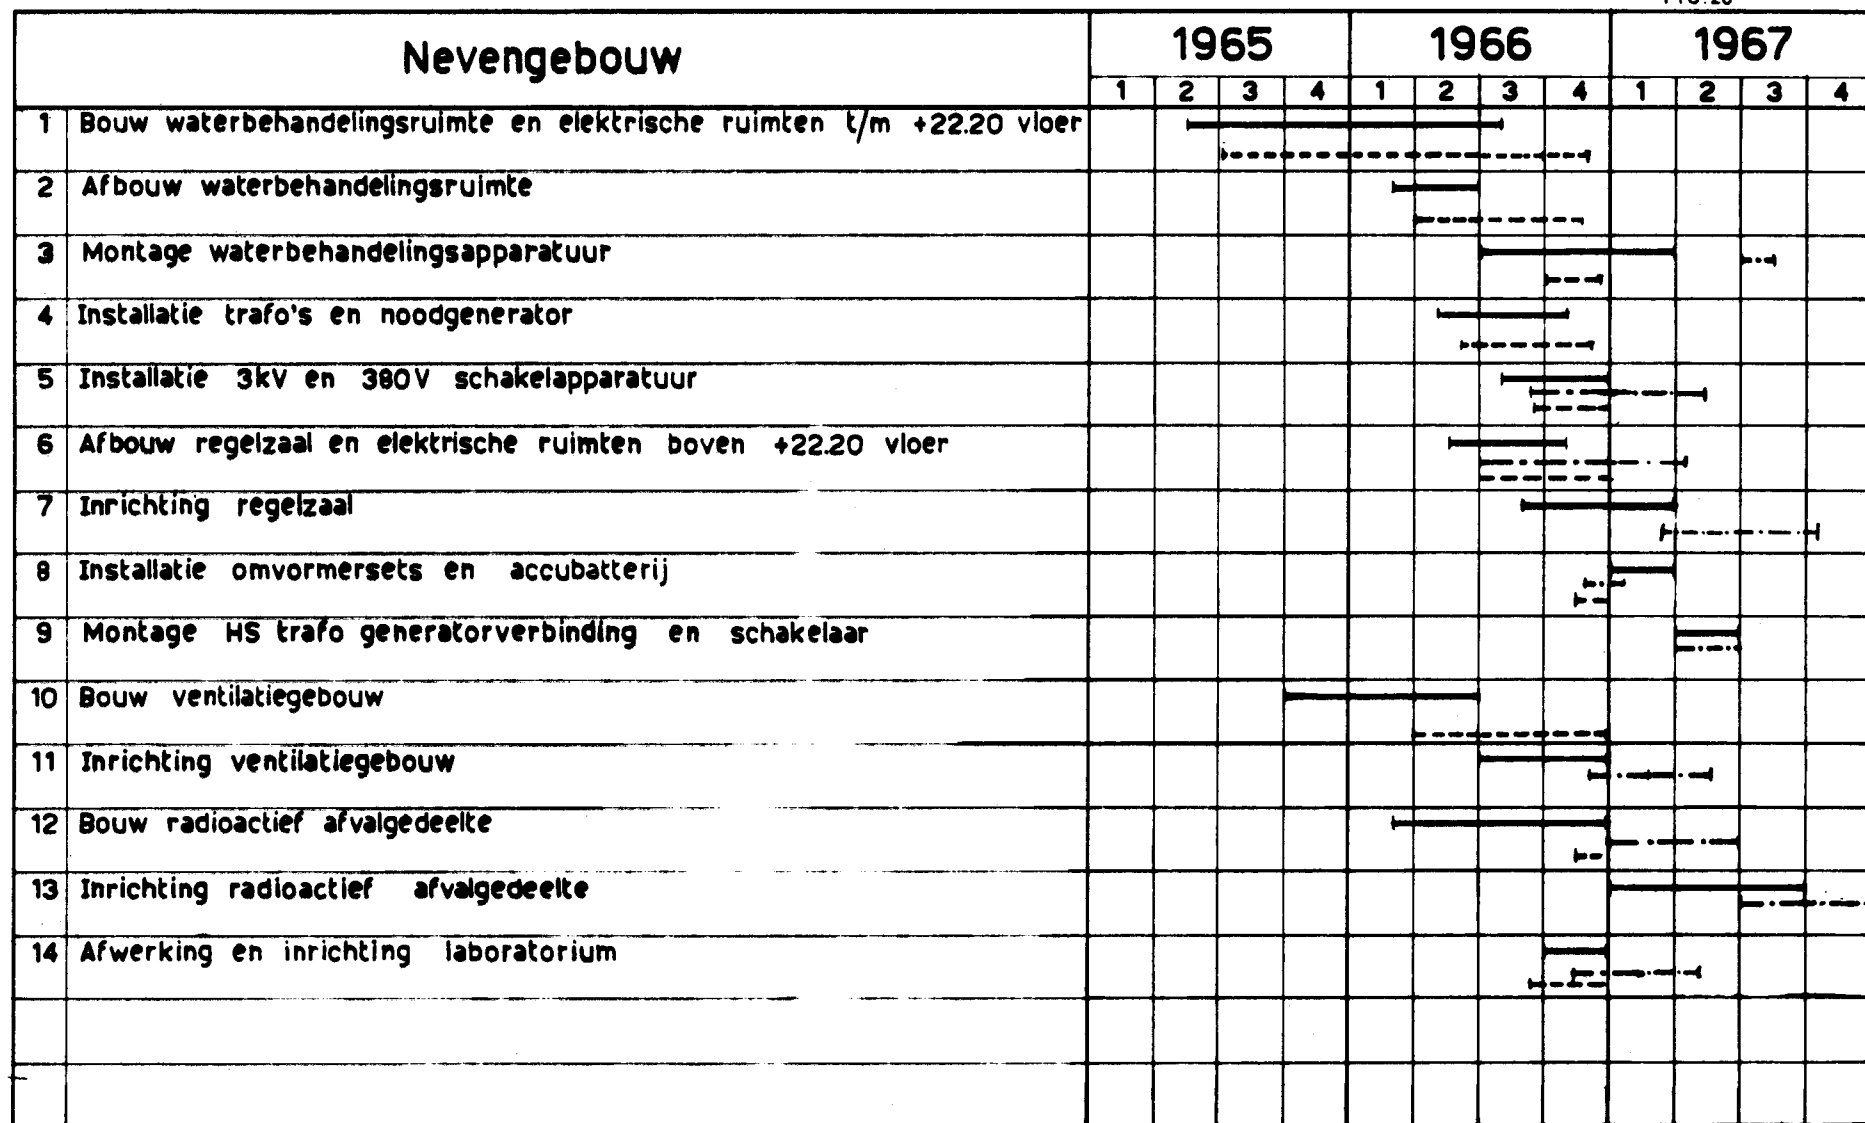 Nevengebouw
1965 1966 1967
1 2 3 4 1 2 3 4 1 2 3 4
1 Bouw waterbehandelingsruimte en elektrische ruimten t/m +22.20 vloer
2 Afbouw waterbehandelingsruimte
3 Montage waterbehandelingsapparatuur
4 Installatie trafo's en noodgenerator
5 Installatie 3kV en 380V schakelapparatuur
6 Afbouw regelzaal en elektrische ruimten boven +22.20 vloer
7 Inrichting regelzaal
8 Installatie omvormersets en accubatterij
9 Montage HS trafo generatorverbinding en schakelaar
10 Bouw ventilatiegebouw
11 Inrichting ventilatiegebouw
12 Bouw radioactief afvalgedeelte
13 Inrichting radioactief afvalgedeelte
14 Afwerking en inrichting laboratorium